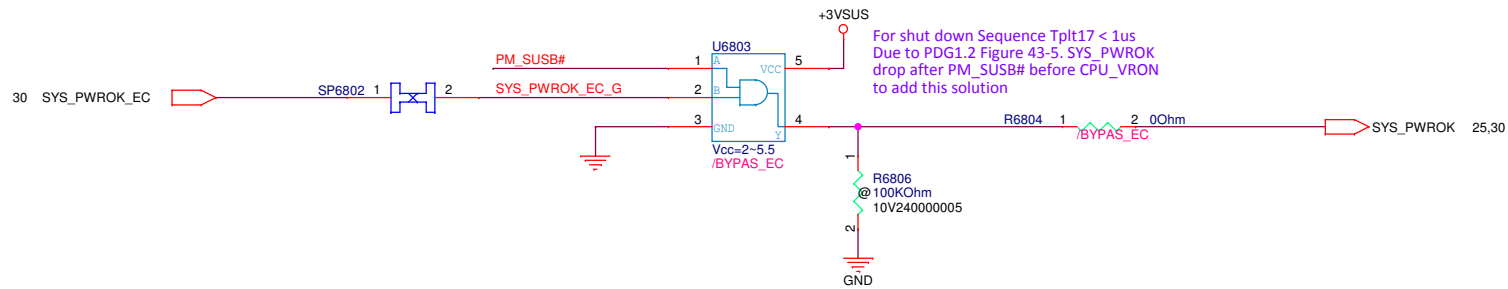 +3VSUS
For shut down Sequence Tplt17 < 1us
Due to PDG1.2 Figure 43-5. SYS_PWROK
drop after PM_SUSB# before CPU_VRON
to add this solution
U6803
PM_SUSB# 1 A VCC 5
30 SYS_PWROK_EC SP6802 1 2 SYS_PWROK_EC_G 2 B
3 GND Y 4 R6804 1 2 0Ohm SYS_PWROK 25,30
/BYPAS_EC
Vcc=2~5.5
/BYPAS_EC
1
R6806
@ 100KOhm
10V240000005
2
GND